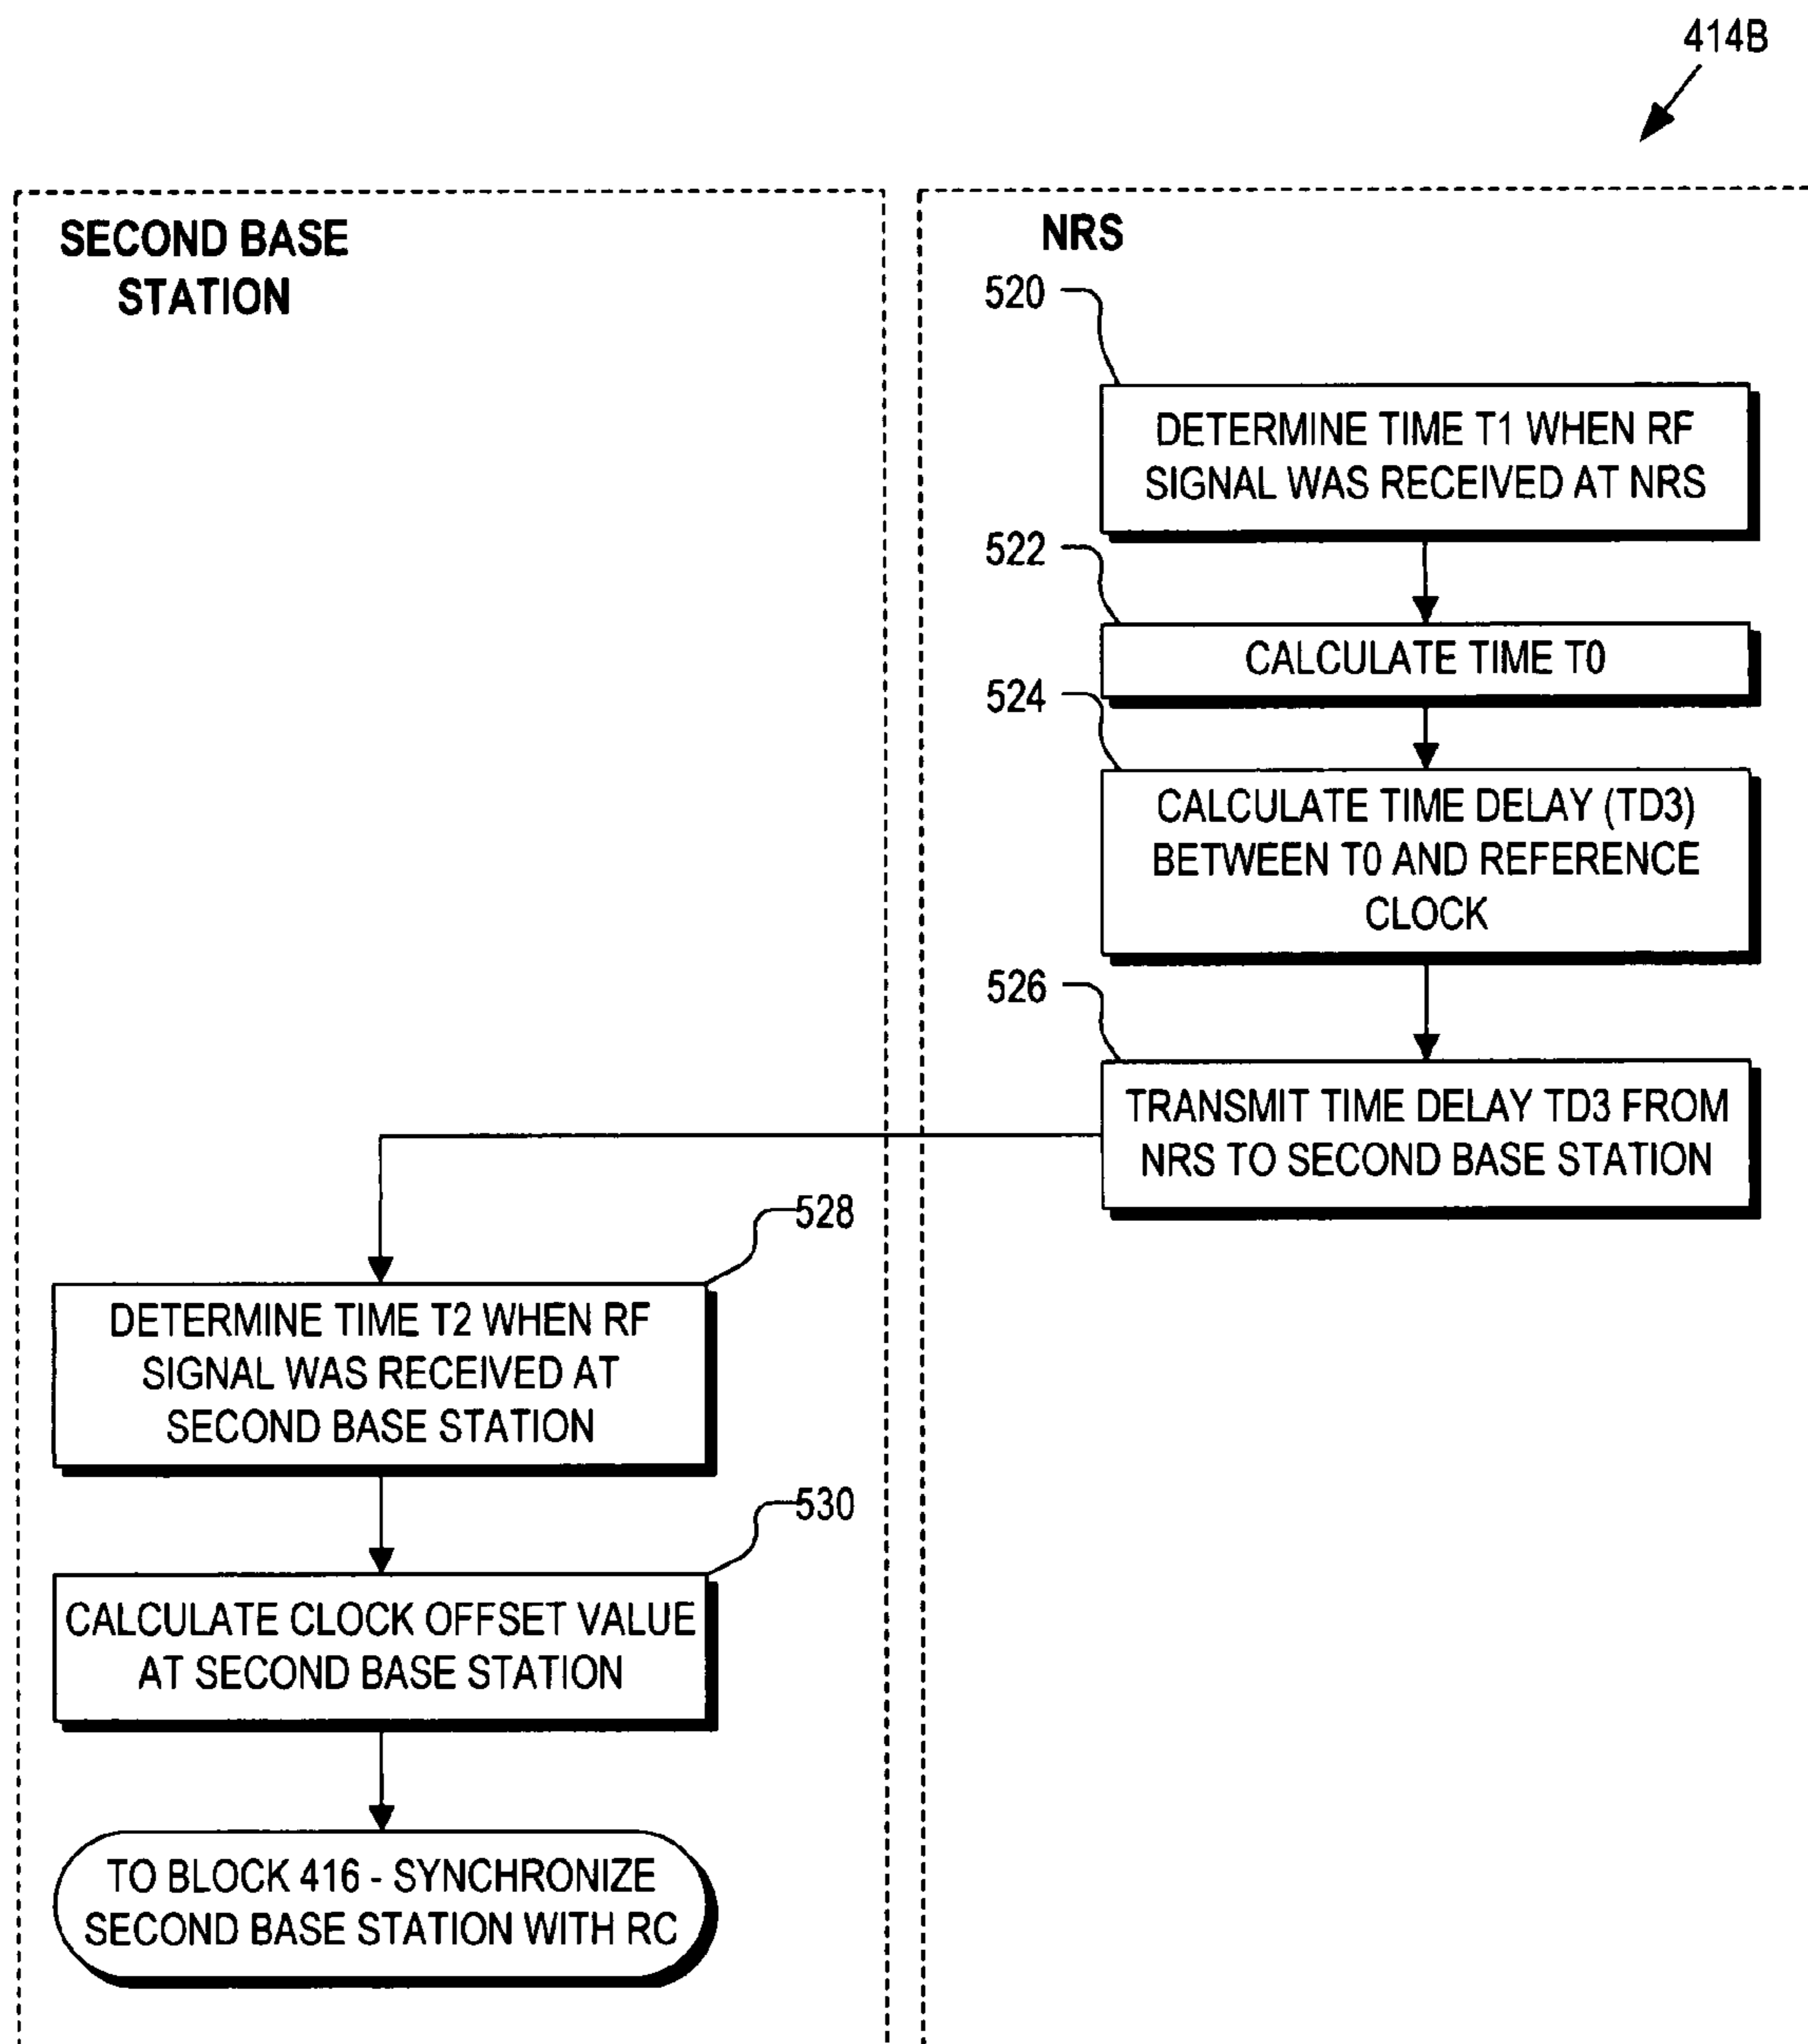 414B
SECOND BASE
STATION
NRS
520
DETERMINE TIME T1 WHEN RF
SIGNAL WAS RECEIVED AT NRS
522
CALCULATE TIME T0
524
CALCULATE TIME DELAY (TD3)
BETWEEN T0 AND REFERENCE
CLOCK
526
TRANSMIT TIME DELAY TD3 FROM
NRS TO SECOND BASE STATION
528
DETERMINE TIME T2 WHEN RF
SIGNAL WAS RECEIVED AT
SECOND BASE STATION
530
CALCULATE CLOCK OFFSET VALUE
AT SECOND BASE STATION
TO BLOCK 416 - SYNCHRONIZE
SECOND BASE STATION WITH RC